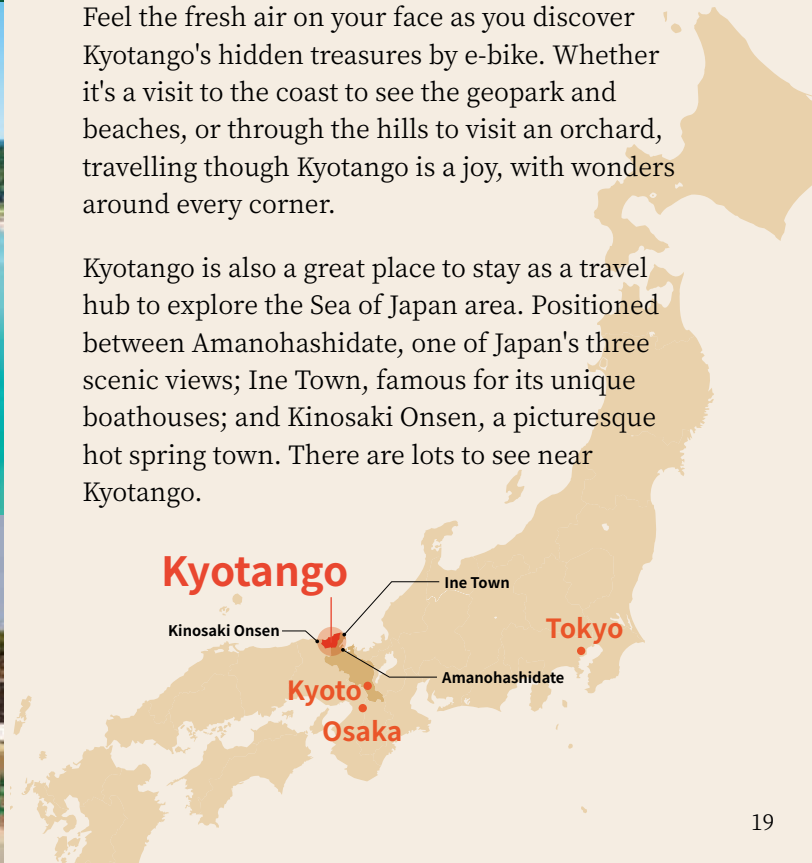 Feel the fresh air on your face as you discover
Kyotango's hidden treasures by e-bike. Whether
it's a visit to the coast to see the geopark and
beaches, or through the hills to visit an orchard,
travelling though Kyotango is a joy, with wonders
around every corner.
Kyotango is also a great place to stay as a travel
hub to explore the Sea of Japan area. Positioned
between Amanohashidate, one of Japan's three
scenic views; Ine Town, famous for its unique
boathouses; and Kinosaki Onsen, a picturesque
hot spring town. There are lots to see near
Kyotango.
Kyotango
Ine Town
Kinosaki Onsen
Tokyo
Amanohashidate
Kyoto
Osaka
19